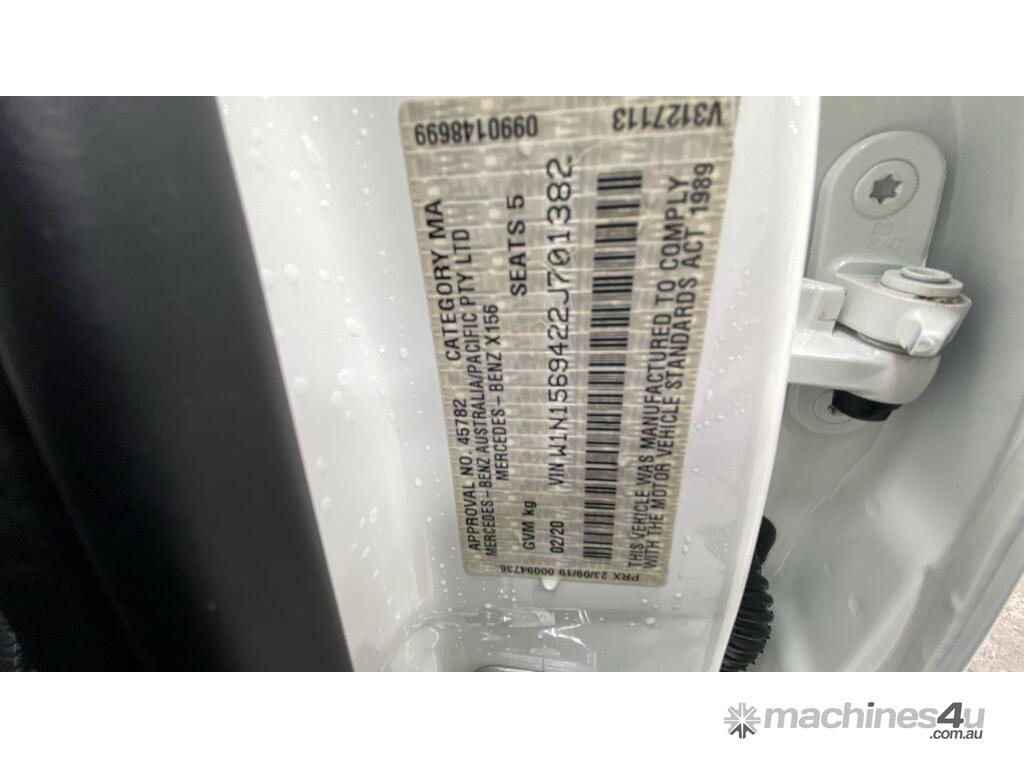 0990148699
V3127113
APPROVAL NO. 45782 CATEGORY MA
MERCEDES-BENZ AUSTRALIA/PACIFIC PTY LTD
MERCEDES-BENZ X156
GVM kg SEATS 5
02/20 VIN W1N1569422J701382
THIS VEHICLE WAS MANUFACTURED TO COMPLY
WITH THE MOTOR VEHICLE STANDARDS ACT 1989
PRX 23/09/19 00094736
machines4u
.com.au